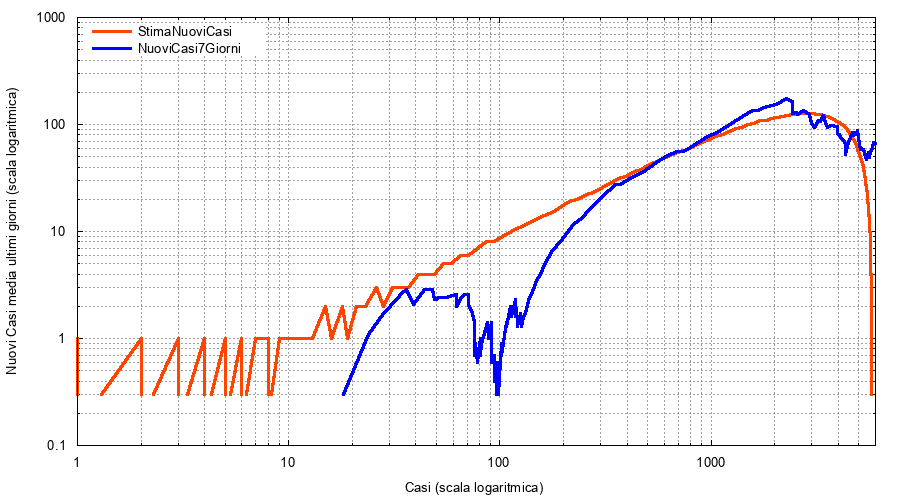 1000
StimaNuoviCasi
NuoviCasi7Giorni
100
10
1
0.1
Nuovi Casi media ultimi giorni (scala logaritmica)
1
10
100
1000
Casi (scala logaritmica)